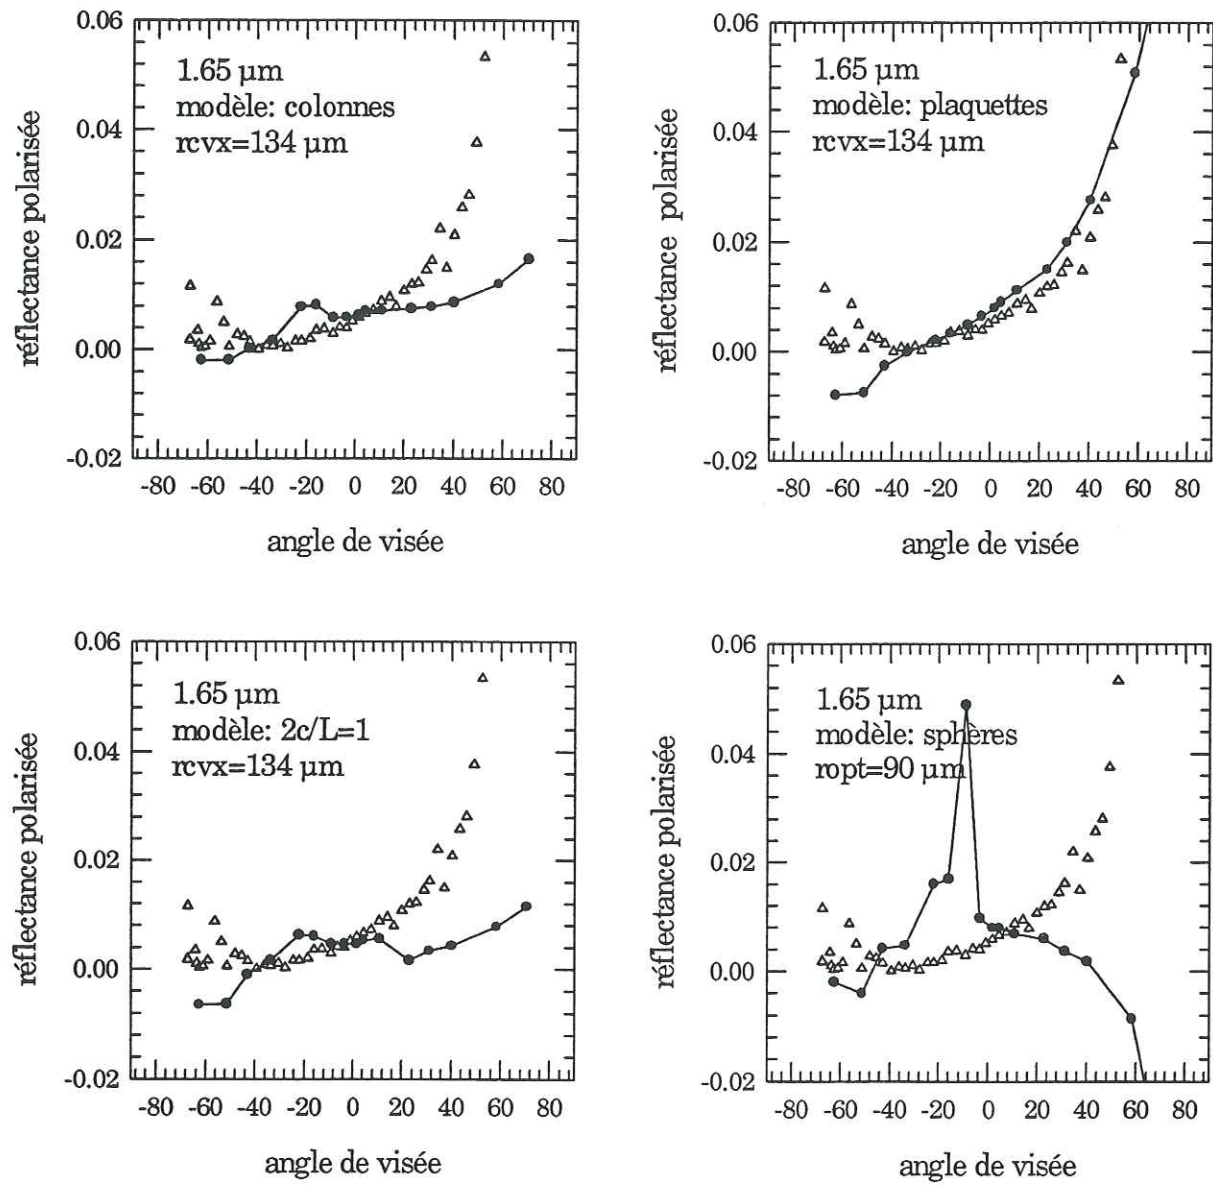 0.06
0.04
0.02
0.00
-0.02
réflectance polarisée
1.65 µm
modèle: colonnes
rcvx=134 µm
-80 -60 -40 -20 0 20 40 60 80
angle de visée
0.06
0.04
0.02
0.00
-0.02
réflectance polarisée
1.65 µm
modèle: plaquettes
rcvx=134 µm
-80 -60 -40 -20 0 20 40 60 80
angle de visée
0.06
0.04
0.02
0.00
-0.02
réflectance polarisée
1.65 µm
modèle: 2c/L=1
rcvx=134 µm
-80 -60 -40 -20 0 20 40 60 80
angle de visée
0.06
0.04
0.02
0.00
-0.02
réflectance polarisée
1.65 µm
modèle: sphères
ropt=90 µm
-80 -60 -40 -20 0 20 40 60 80
angle de visée